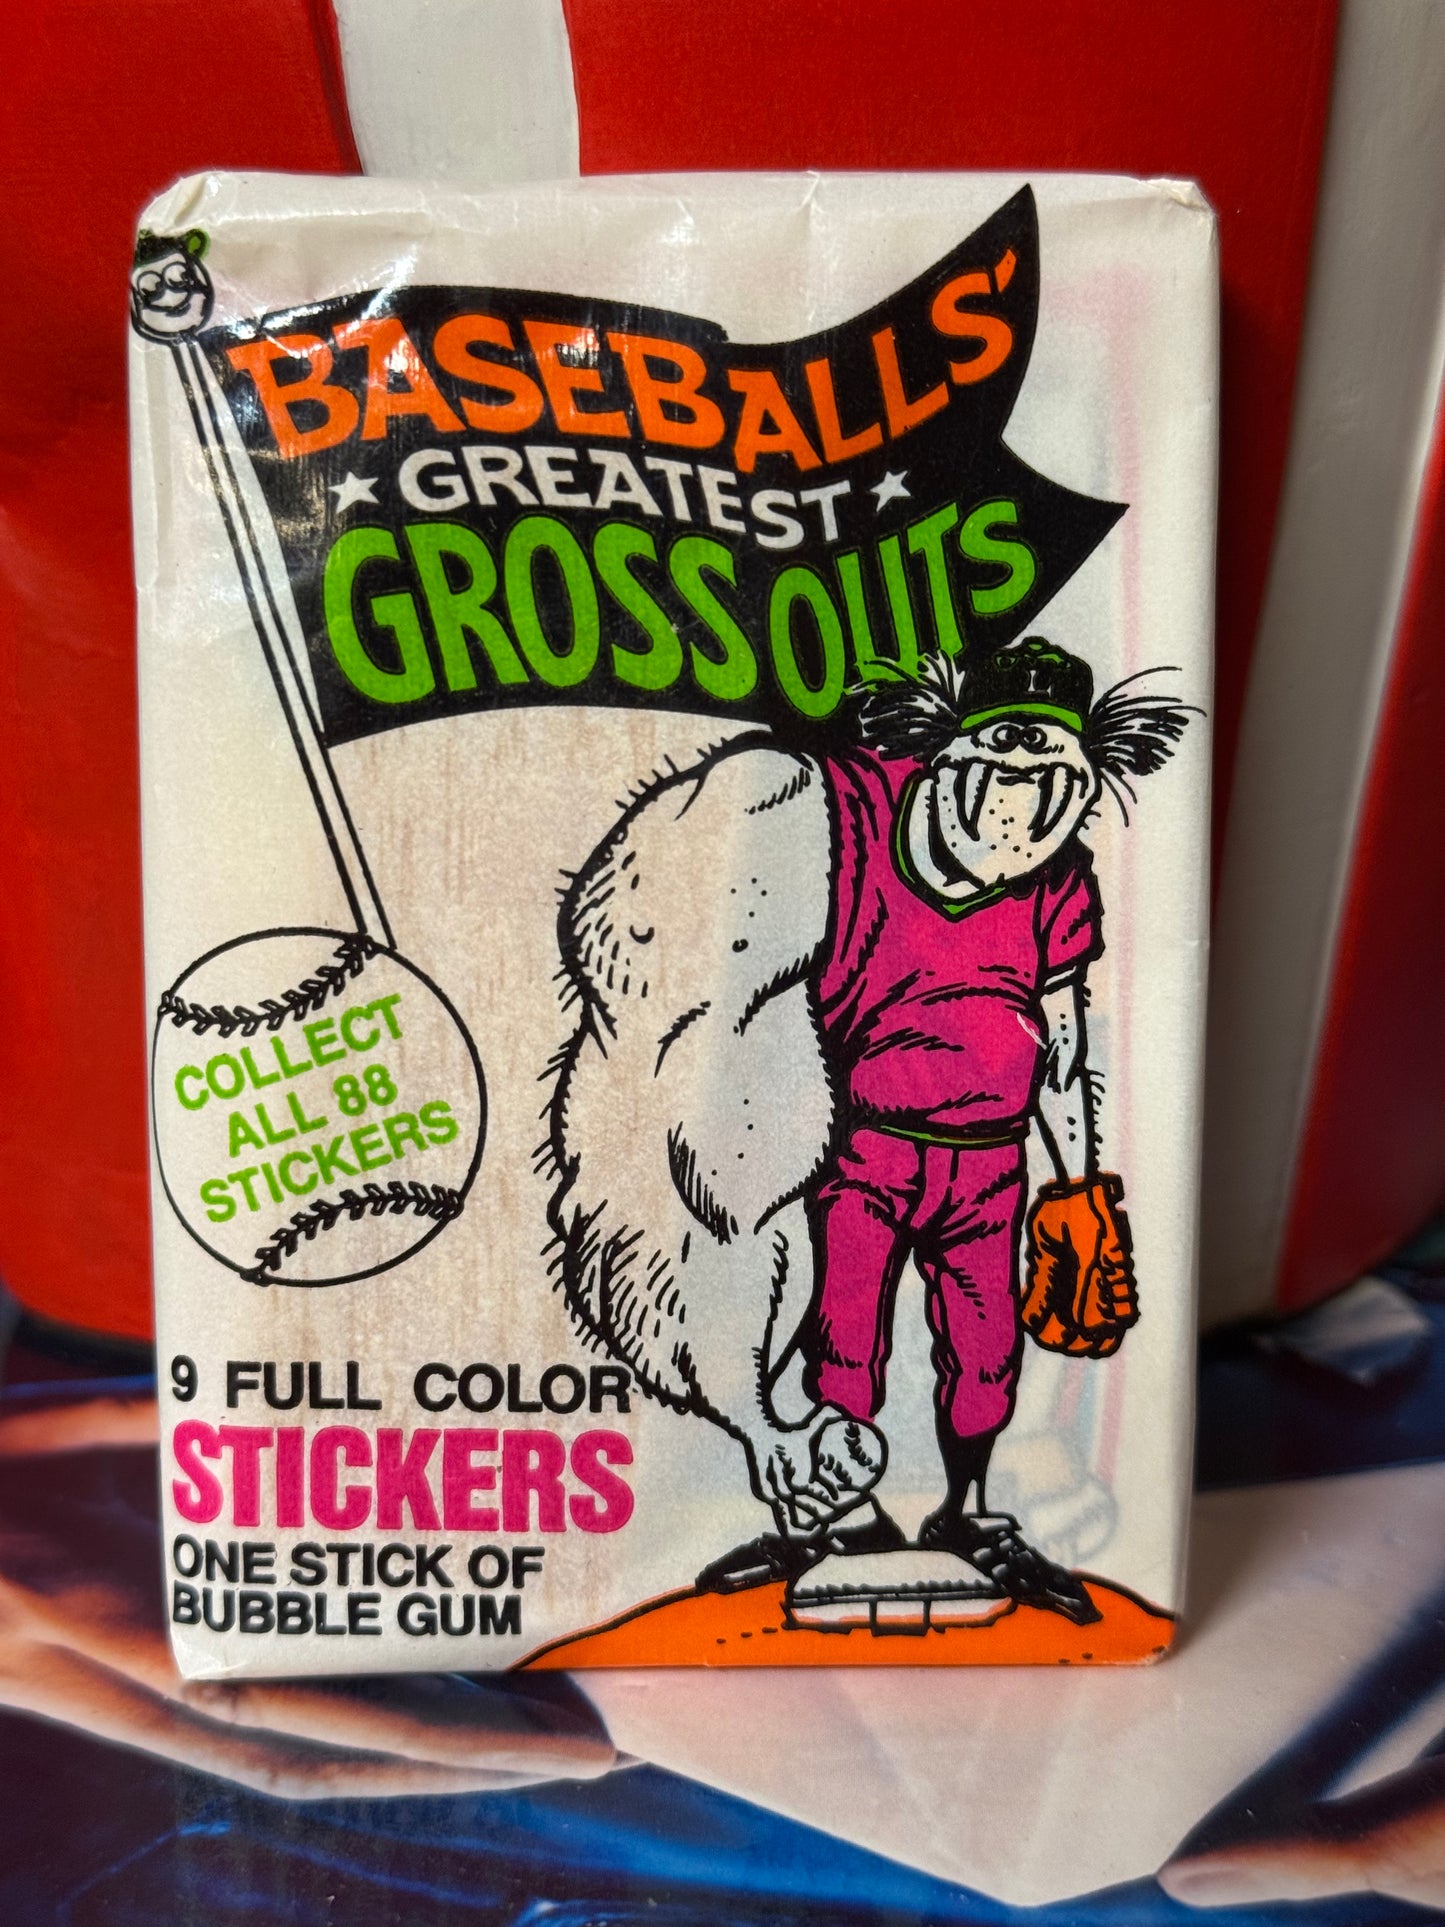 BASEBALLS'
GREATEST
GROSS OUTS
COLLECT
ALL 88
STICKERS
9 FULL COLOR
STICKERS
ONE STICK OF
BUBBLE GUM